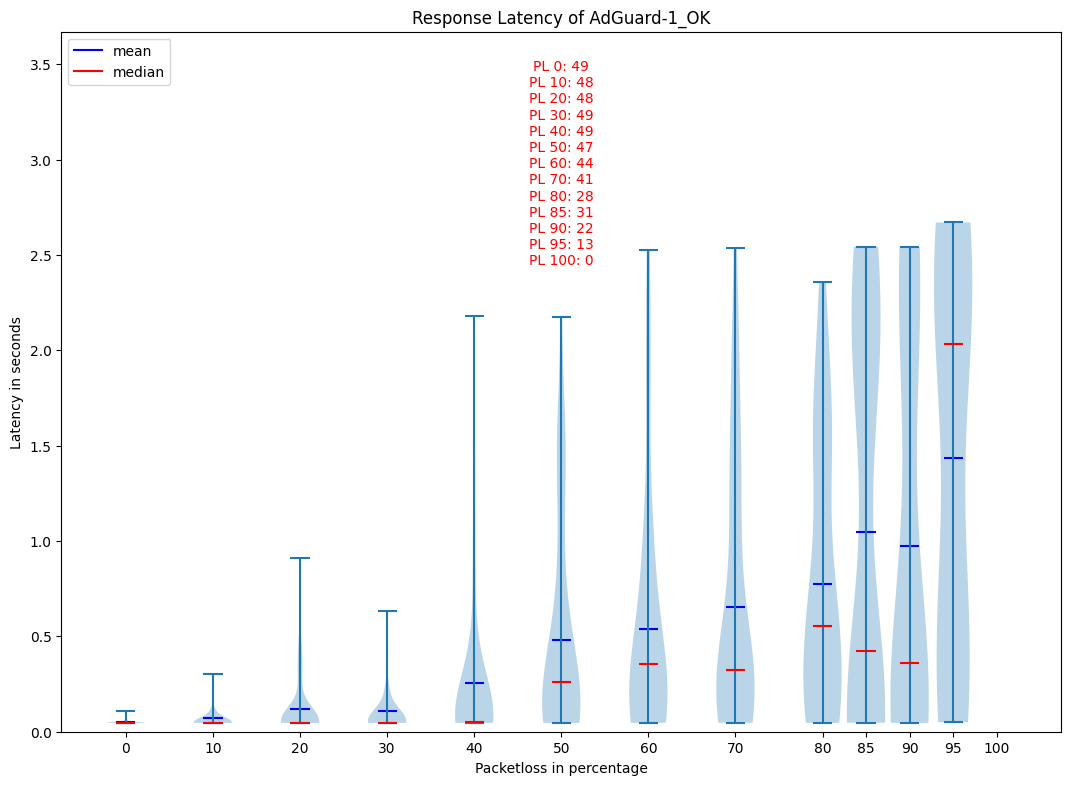 Response Latency of AdGuard-1_OK
mean
median
PL 0: 49
PL 10: 48
PL 20: 48
PL 30: 49
PL 40: 49
PL 50: 47
PL 60: 44
PL 70: 41
PL 80: 28
PL 85: 31
PL 90: 22
PL 95: 13
PL 100: 0
Latency in seconds
3.5
3.0
2.5
2.0
1.5
1.0
0.5
0.0
0 10 20 30 40 50 60 70 80 85 90 95 100
Packetloss in percentage